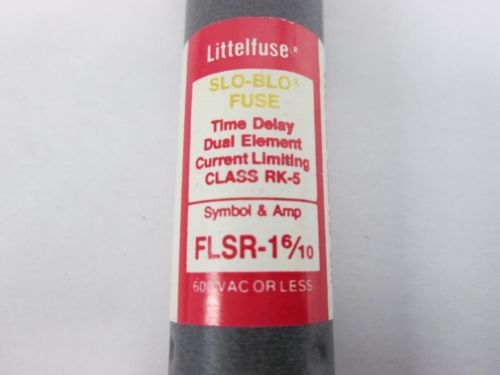 Littelfuse®
SLO-BLO®
FUSE
Time Delay
Dual Element
Current Limiting
CLASS RK-5
Symbol & Amp
FLSR-1 6/10
600 VAC OR LESS